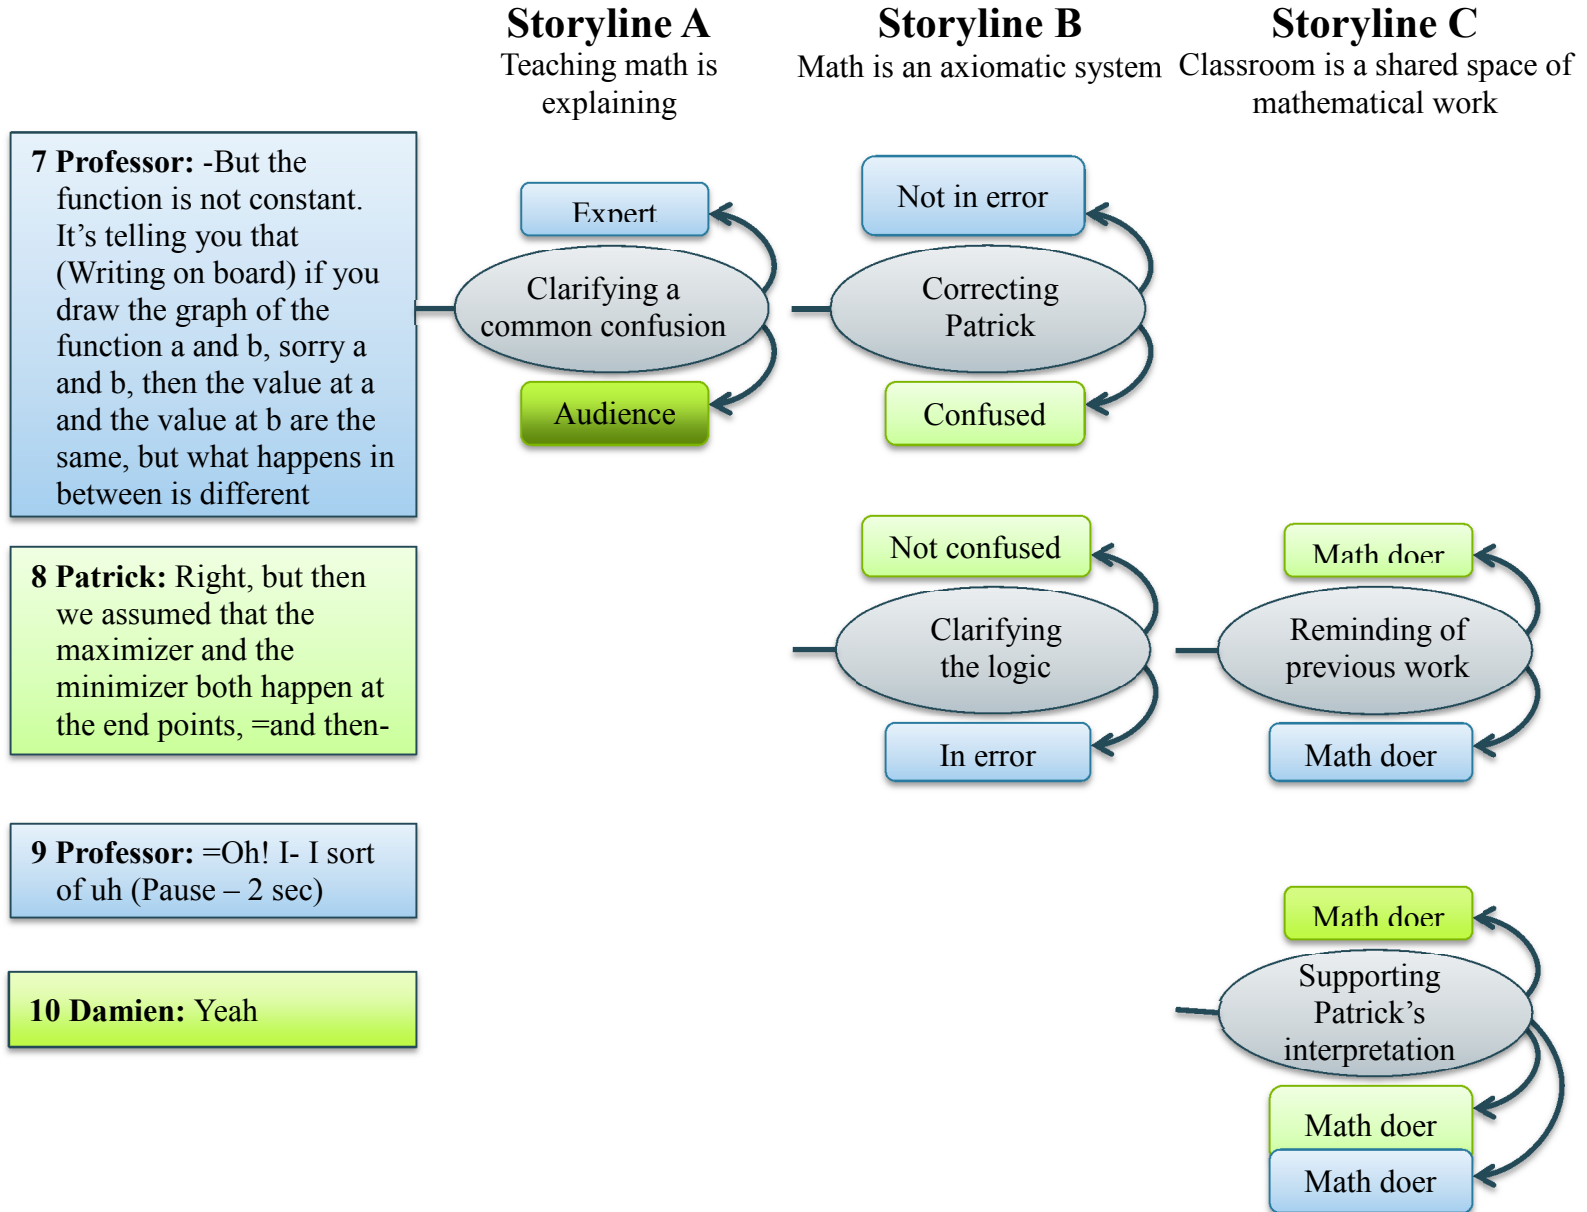 Storyline A
Teaching math is
explaining
Storyline B
Math is an axiomatic system
Storyline C
Classroom is a shared space of
mathematical work
7 Professor: -But the
function is not constant.
It’s telling you that
(Writing on board) if you
draw the graph of the
function a and b, sorry a
and b, then the value at a
and the value at b are the
same, but what happens in
between is different
Expert
Clarifying a
common confusion
Audience
Not in error
Correcting
Patrick
Confused
8 Patrick: Right, but then
we assumed that the
maximizer and the
minimizer both happen at
the end points, =and then-
Not confused
Clarifying
the logic
In error
Math doer
Reminding of
previous work
Math doer
9 Professor: =Oh! I- I sort
of uh (Pause – 2 sec)
10 Damien: Yeah
Math doer
Supporting
Patrick’s
interpretation
Math doer
Math doer